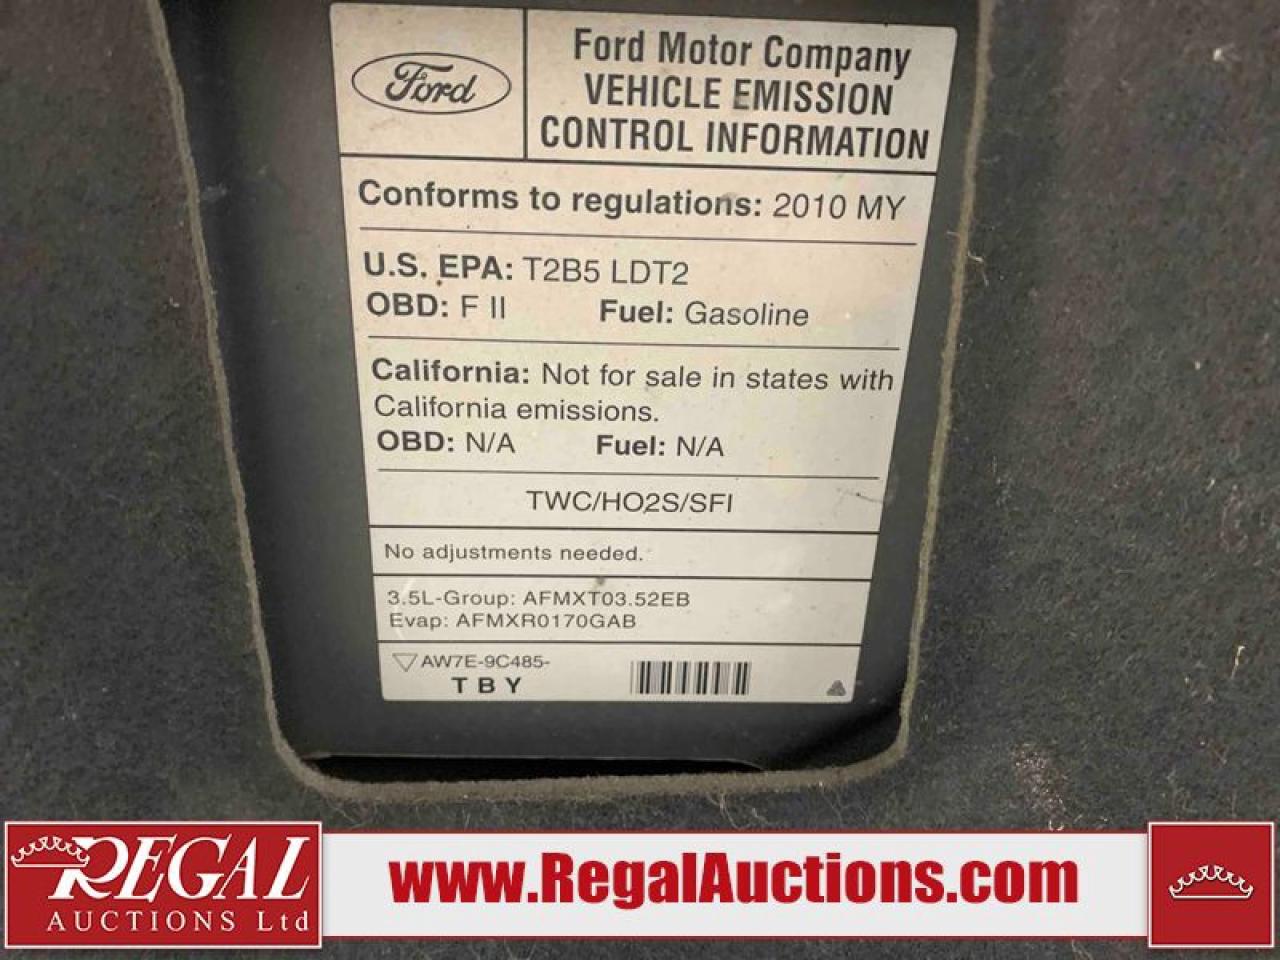 Ford
Ford Motor Company
VEHICLE EMISSION
CONTROL INFORMATION
Conforms to regulations: 2010 MY
U.S. EPA: T2B5 LDT2
OBD: F II Fuel: Gasoline
California: Not for sale in states with
California emissions.
OBD: N/A Fuel: N/A
TWC/HO2S/SFI
No adjustments needed.
3.5L-Group: AFMXT03.52EB
Evap: AFMXR0170GAB
AW7E-9C485-
TBY
REGAL
AUCTIONS Ltd
www.RegalAuctions.com